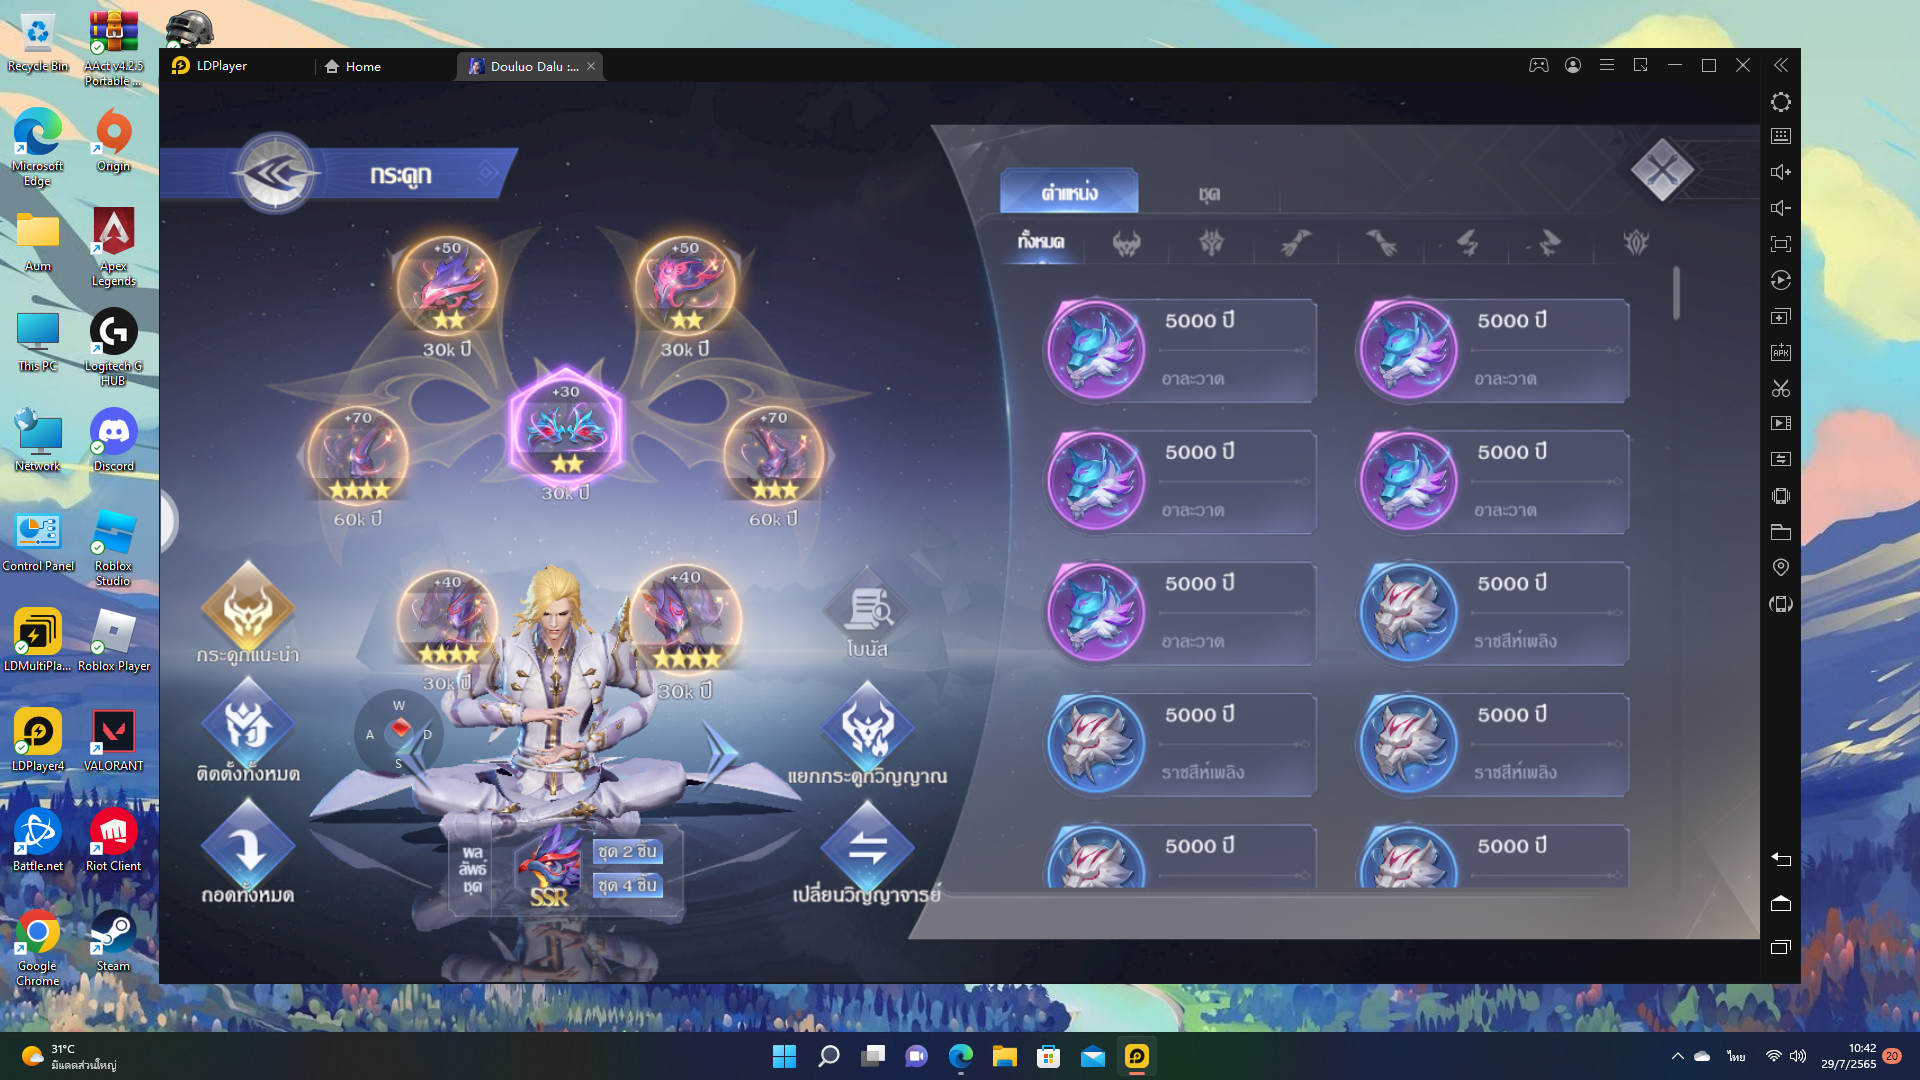 Recycle Bin
AAct v4.2.5
Portable ...
Microsoft
Edge
Origin
Aum
Apex
Legends
This PC
Logitech G
HUB
Network
Discord
Control Panel
Roblox
Studio
LDMultiPla...
Roblox Player
LDPlayer4
VALORANT
Battle.net
Riot Client
Google
Chrome
Steam
LDPlayer
Home
Douluo Dalu :...
APK
กระดูก
+50
30k ปี
+50
30k ปี
+70
60k ปี
+30
30k ปี
+70
60k ปี
+40
30k ปี
+40
30k ปี
กระดูกแนะนำ
ติดตั้งทั้งหมด
ถอดทั้งหมด
W
A
D
S
โบนัส
แยกกระดูกวิญญาณ
เปลี่ยนวิญญาจารย์
ผล
ลัพธ์
ชุด
SSR
ชุด 2 ชิ้น
ชุด 4 ชิ้น
ตำแหน่ง
ชุด
ทั้งหมด
5000 ปี
อาละวาด
5000 ปี
อาละวาด
5000 ปี
อาละวาด
5000 ปี
อาละวาด
5000 ปี
อาละวาด
5000 ปี
ราชสีห์เพลิง
5000 ปี
ราชสีห์เพลิง
5000 ปี
ราชสีห์เพลิง
5000 ปี
5000 ปี
31°C
มีแดดส่วนใหญ่
ไทย
10:42
29/7/2565
20